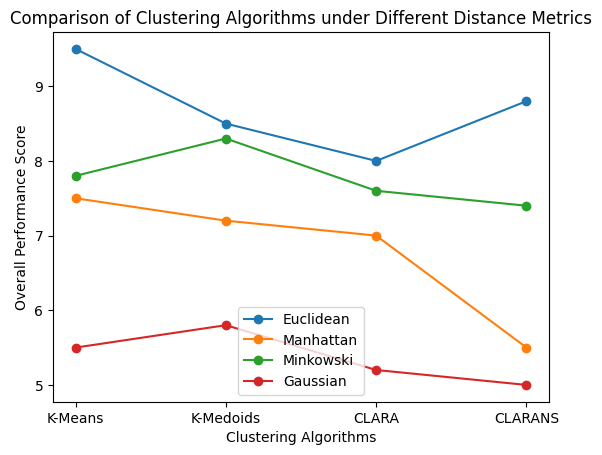 Comparison of Clustering Algorithms under Different Distance Metrics
Overall Performance Score
9
8
7
6
5
Euclidean
Manhattan
Minkowski
Gaussian
K-Means K-Medoids CLARA CLARANS
Clustering Algorithms